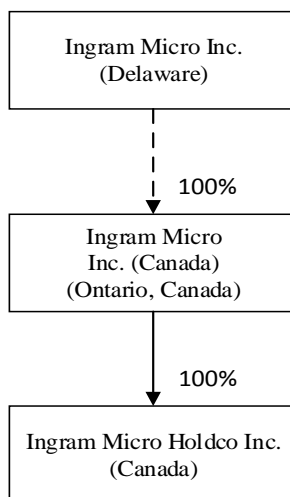 Ingram Micro Inc.
(Delaware)
100%
Ingram Micro
Inc. (Canada)
(Ontario, Canada)
100%
Ingram Micro Holdco Inc.
(Canada)